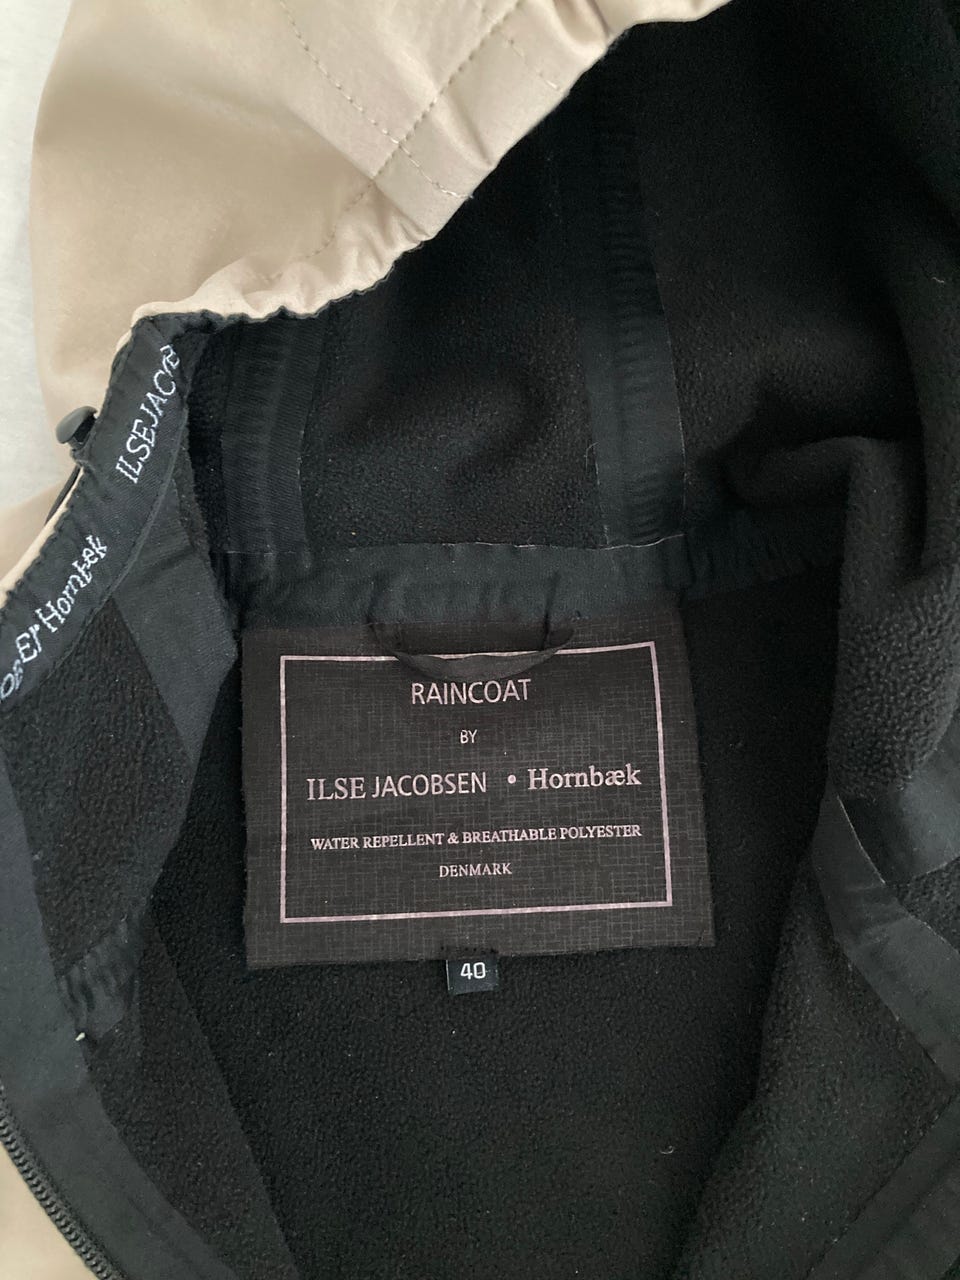 ILSEJACO
Hornbæk
RAINCOAT
BY
ILSE JACOBSEN • Hornbæk
WATER REPELLENT & BREATHABLE POLYESTER
DENMARK
40